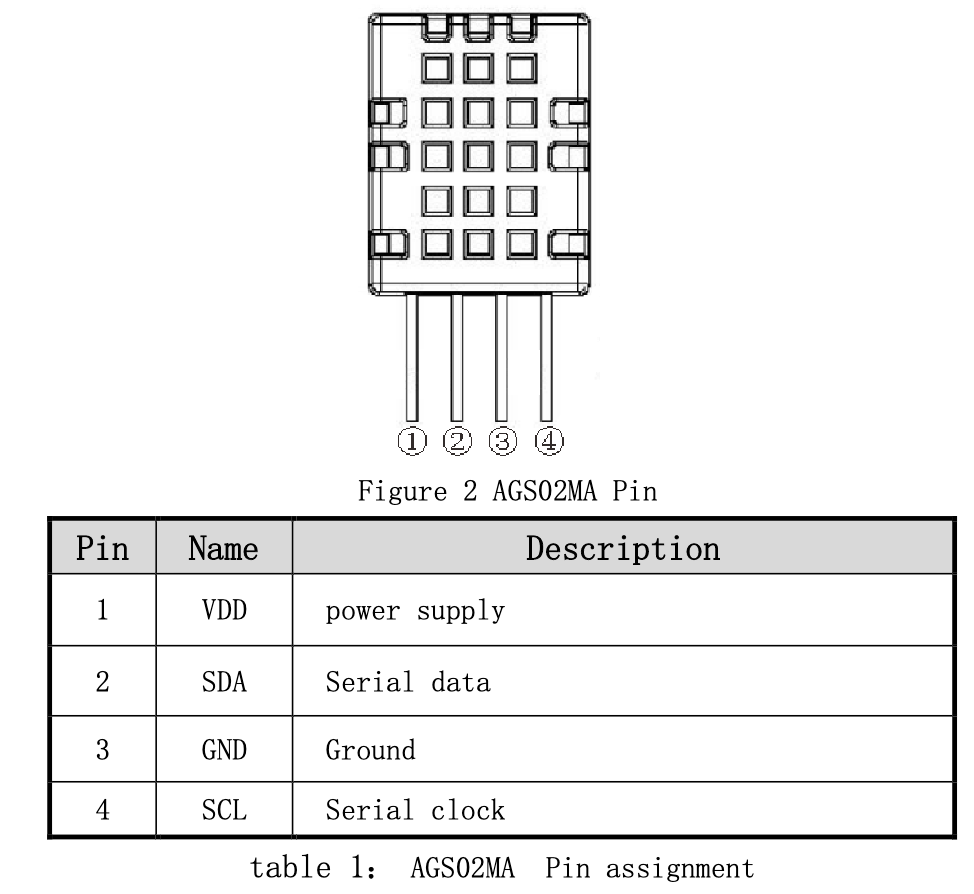 ① ② ③ ④
Figure 2 AGS02MA Pin
Pin Name Description
1 VDD power supply
2 SDA Serial data
3 GND Ground
4 SCL Serial clock
table 1： AGS02MA Pin assignment